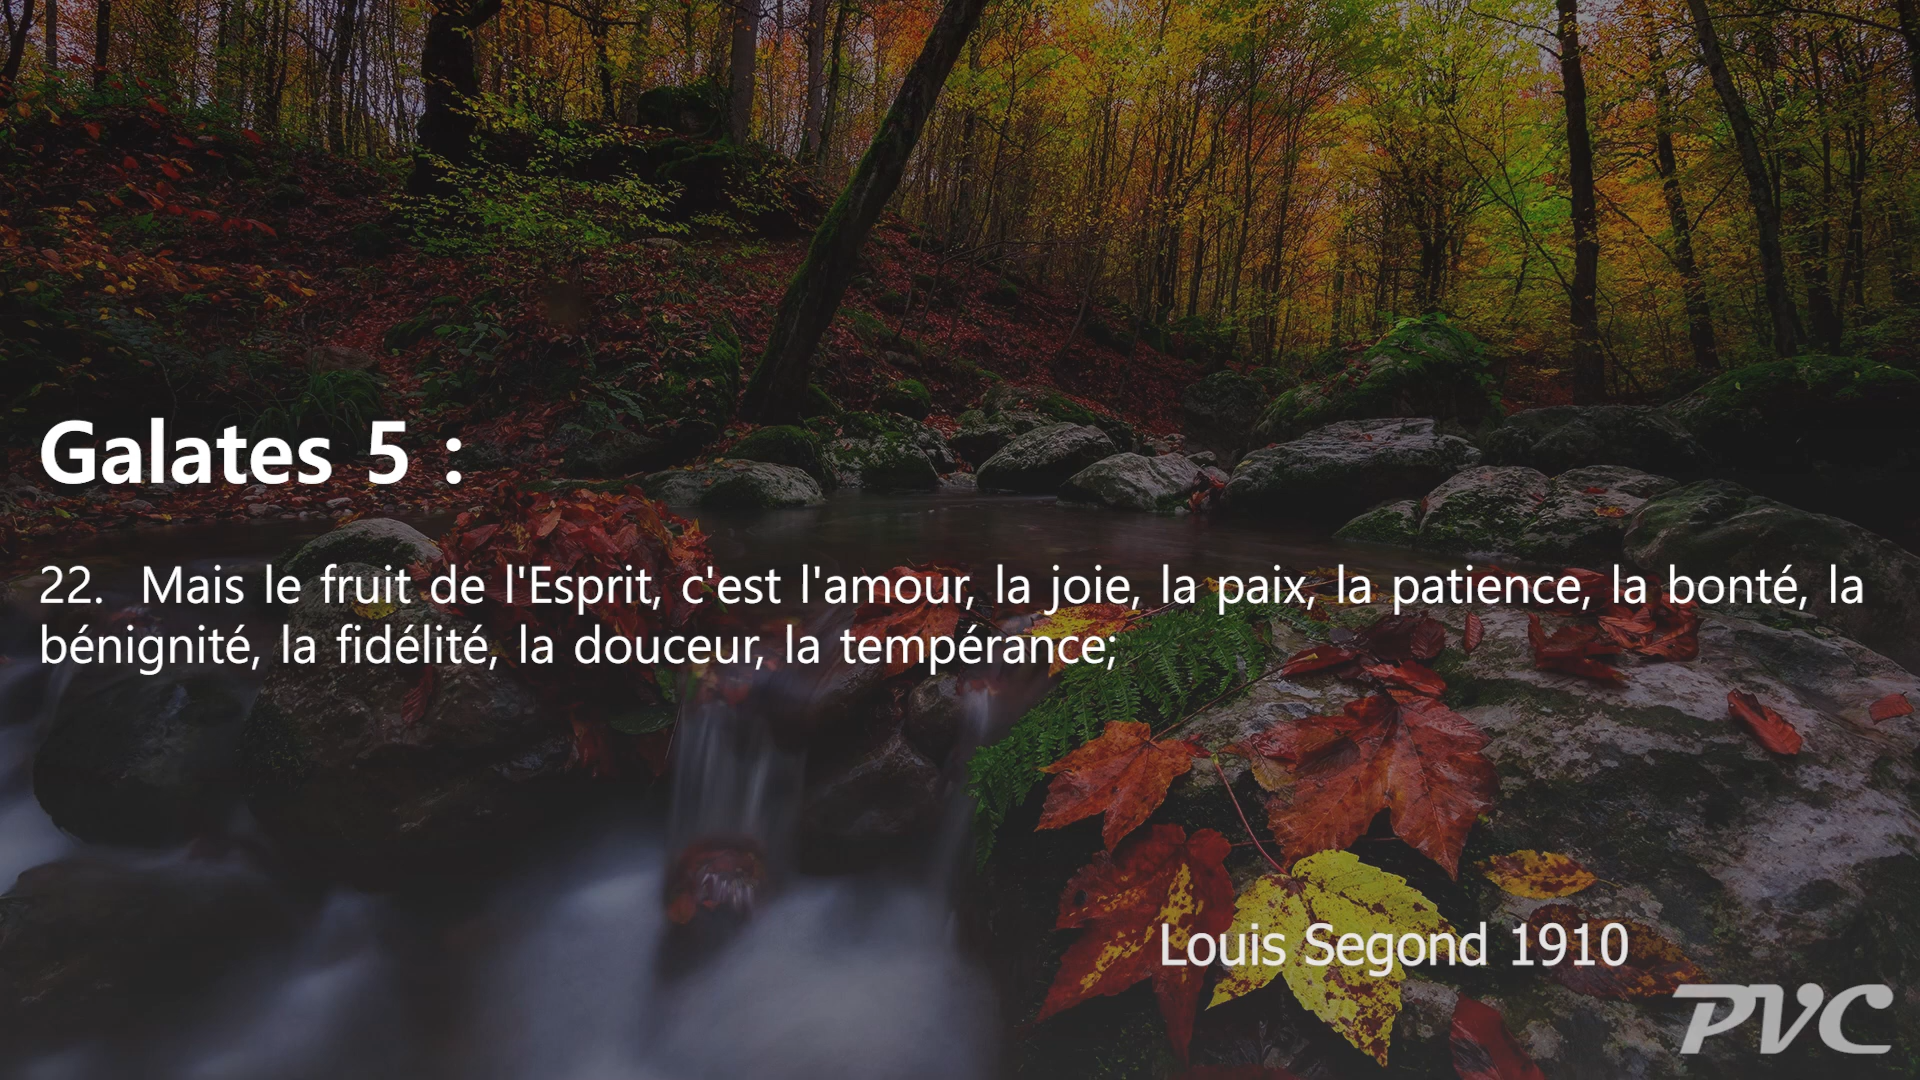 Galates 5 :
22. Mais le fruit de l'Esprit, c'est l'amour, la joie, la paix, la patience, la bonté, la
bénignité, la fidélité, la douceur, la tempérance;
Louis Segond 1910
PVC